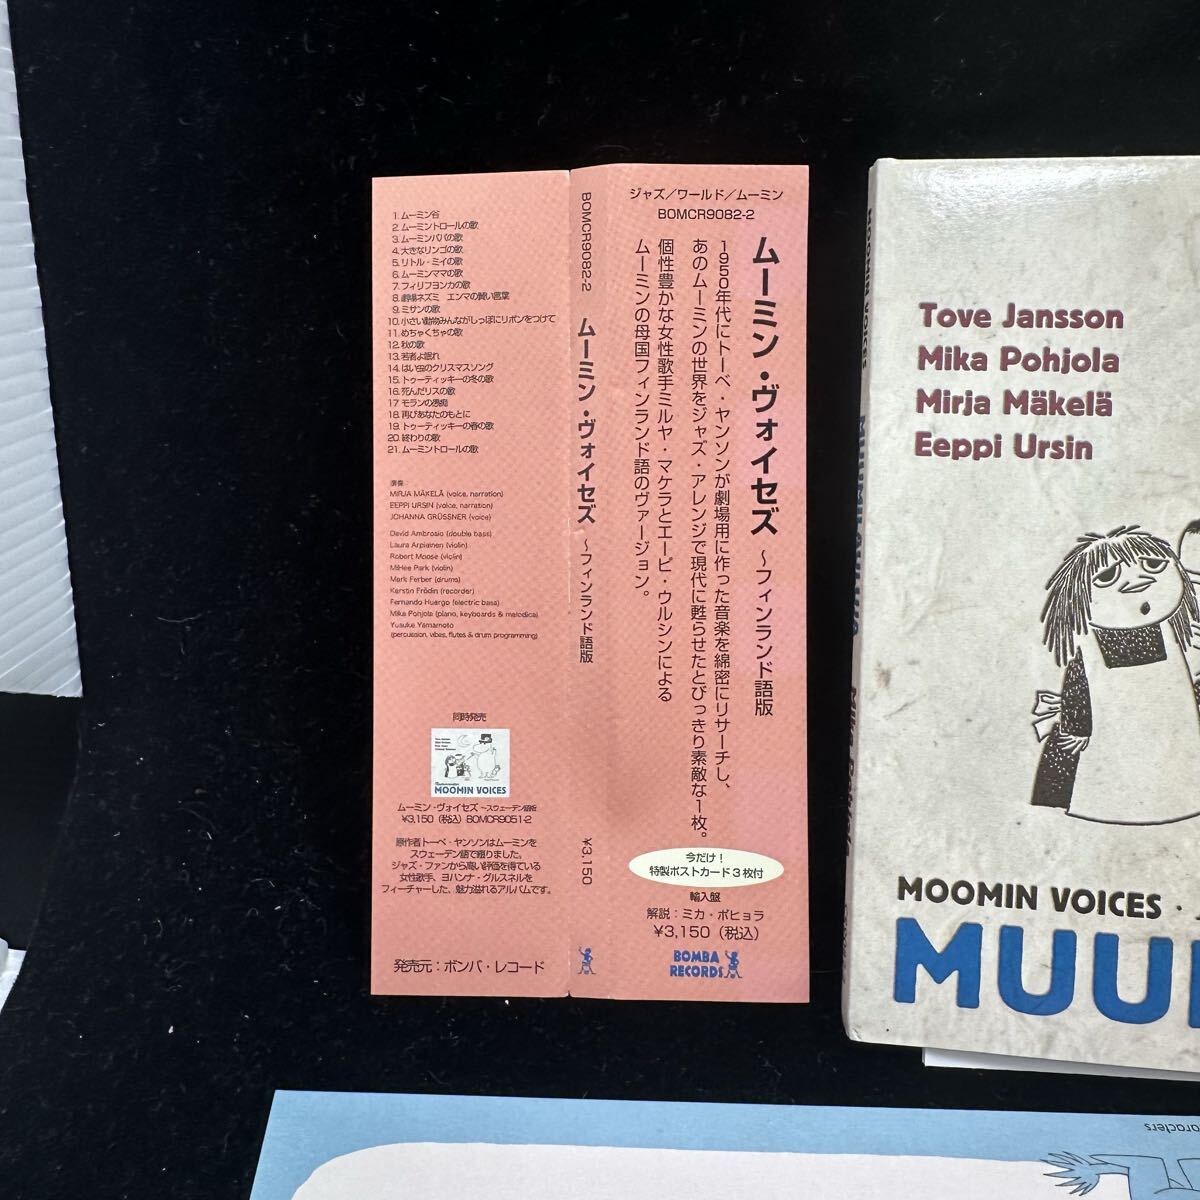 1. ムーミン谷
2. ムーミントロールの歌
3. ムーミンパパの歌
4. 大きなリンゴの歌
5. リトル・ミイの歌
6. ムーミンママの歌
7. フィリフヨンカの歌
8. 劇場ネズミ エンマの賢い言葉
9. ミサンの歌
10. 小さい動物みんながしっぽにリボンをつけて
11. めちゃくちゃの歌
12. 秋の歌
13. 若者よ眠れ
14. はい虫のクリスマスソング
15. トゥーティッキーの冬の歌
16. 死んだリスの歌
17 モランの愚痴
18. 再びあなたのもとに
19. トゥーティッキーの春の歌
20. 終わりの歌
21. ムーミントロールの歌
演奏:
MIRJA MÄKELÄ (voice, narration)
EEPPI URSIN (voice, narration)
JOHANNA GRÜSSNER (voice)
David Ambrosio (double bass)
Laura Arpiainen (violin)
Robert Moose (violin)
MiHee Park (violin)
Mark Ferber (drums)
Kerstin Frödin (recorder)
Fernando Huergo (electric bass)
Mika Pohjola (piano, keyboards & melodica)
Yusuke Yamamoto
(percussion, vibes, flutes & drum programming)
同時発売
MOOMIN VOICES
ムーミン・ヴォイセズ ～スウェーデン語版
¥3,150（税込）BOMCR9051-2
原作者トーベ・ヤンソンはムーミンを
スウェーデン語で綴りました。
ジャズ・ファンから高い評価を得ている
女性歌手、ヨハンナ・グルスネルを
フィーチャーした、魅力溢れるアルバムです。
発売元：ボンバ・レコード
BOMCR9082-2 ムーミン・ヴォイセズ ～フィンランド語版 ¥3,150
ジャズ／ワールド／ムーミン
BOMCR9082-2
ムーミン・ヴォイセズ ～フィンランド語版
1950年代にトーベ・ヤンソンが劇場用に作った音楽を綿密にリサーチし、
あのムーミンの世界をジャズ・アレンジで現代に甦らせたとびっきり素敵な1枚。
個性豊かな女性歌手ミルヤ・マケラとエーピ・ウルシンによる
ムーミンの母国フィンランド語のヴァージョン。
今だけ！
特製ポストカード3枚付
輸入盤
解説：ミカ・ポヒョラ
¥3,150（税込）
BOMBA
RECORDS
MOOMIN VOICES
Tove Jansson
Mika Pohjola
Mirja Mäkelä
Eeppi Ursin
MOOMIN VOICES ·
MUU